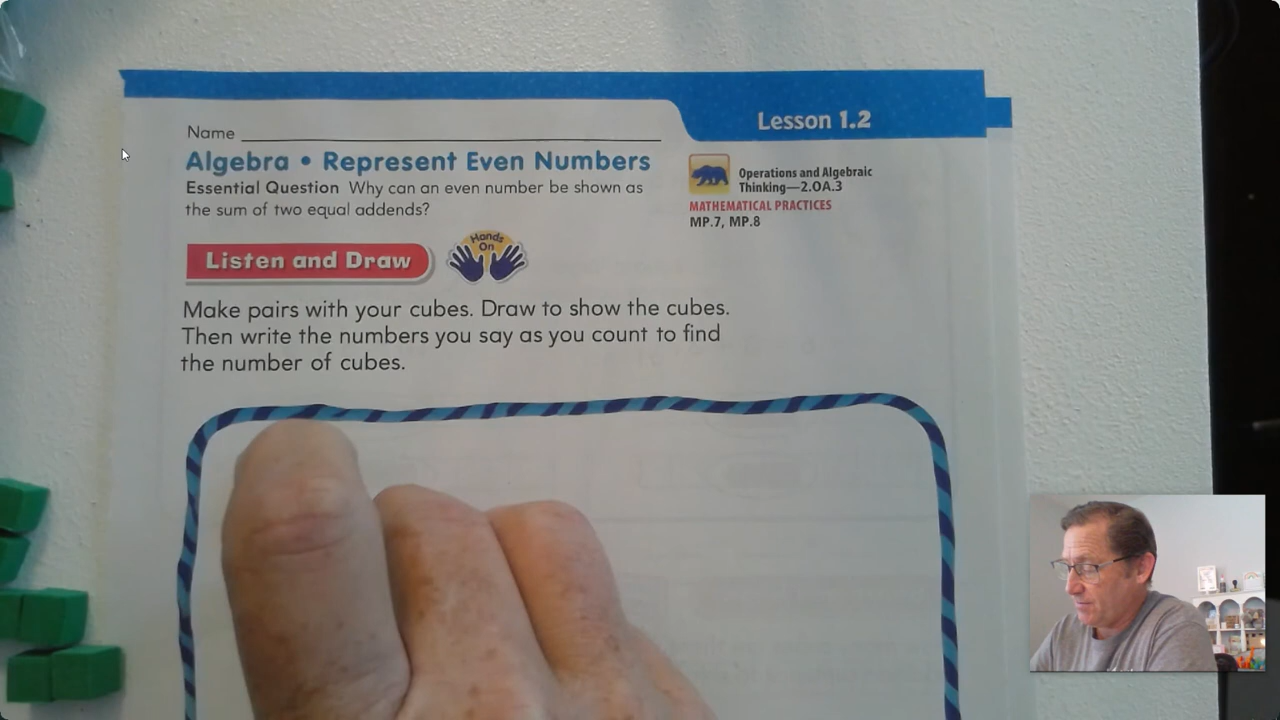 Lesson 1.2
Name
Algebra • Represent Even Numbers
Essential Question Why can an even number be shown as
the sum of two equal addends?
Operations and Algebraic
Thinking—2.OA.3
MATHEMATICAL PRACTICES
MP.7, MP.8
Listen and Draw
Hands
On
Make pairs with your cubes. Draw to show the cubes.
Then write the numbers you say as you count to find
the number of cubes.